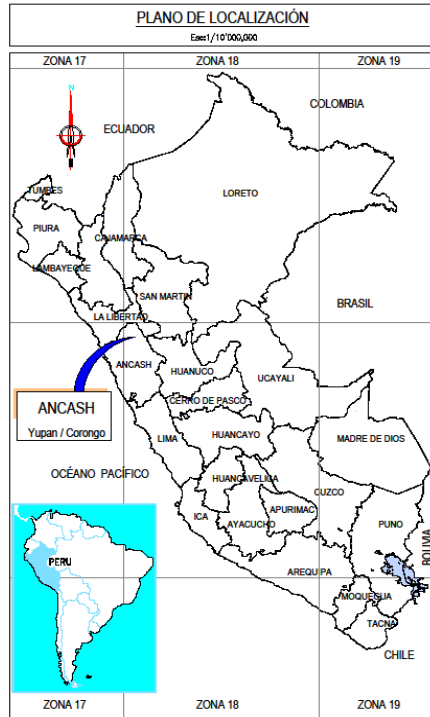 PLANO DE LOCALIZACIÓN
Esc:1/10'000,000
ZONA 17 ZONA 18 ZONA 19
N
COLOMBIA
ECUADOR
LORETO
TUMBES
PIURA
CAJAMARCA
LAMBAYEQUE
SAN MARTIN
BRASIL
LA LIBERTAD
ANCASH
HUANUCO
UCAYALI
CERRO DE PASCO
ANCASH
Yupan / Corongo
LIMA
HUANCAYO
MADRE DE DIOS
OCÉANO PACÍFICO
HUANCAVELICA
CUZCO
ICA
APURIMAC
AYACUCHO
PUNO
BOLIVIA
PERU
AREQUIPA
MOQUEGUA
TACNA
CHILE
ZONA 17 ZONA 18 ZONA 19